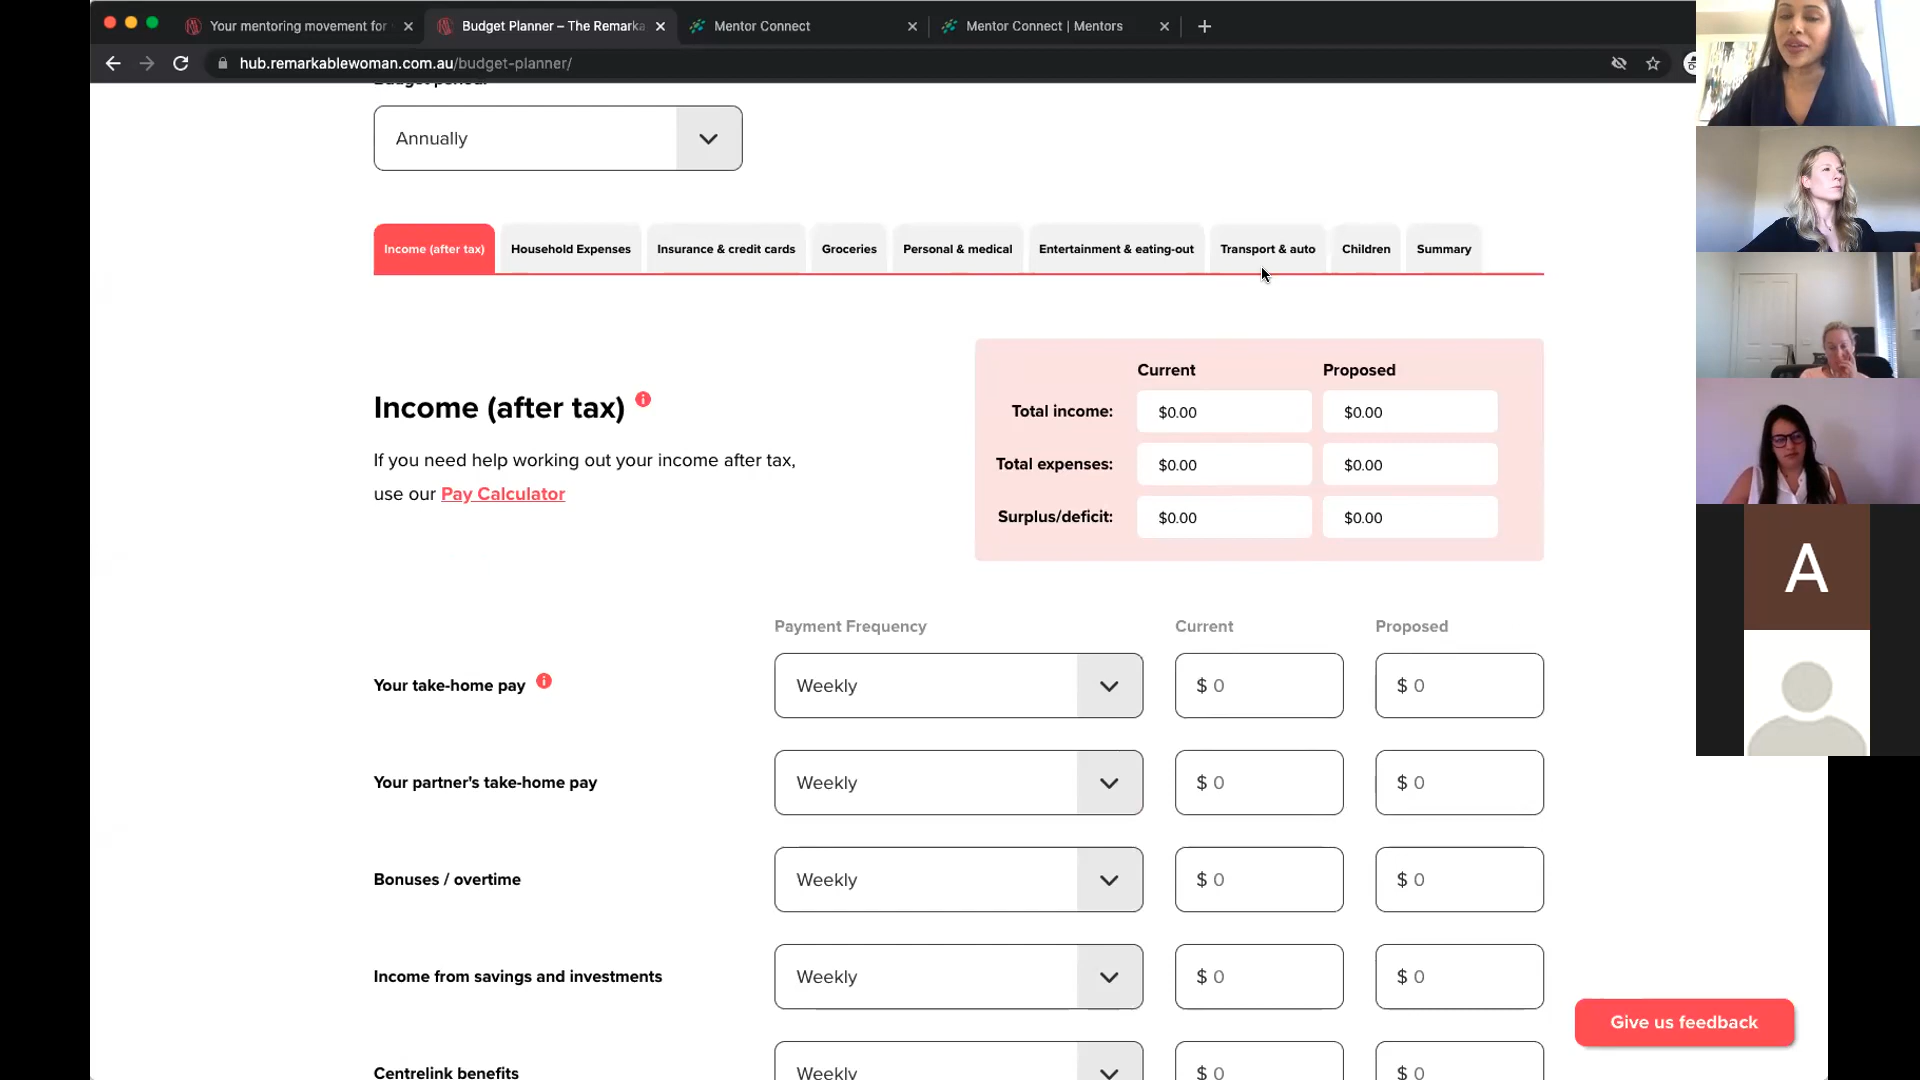 Your mentoring movement for
Budget Planner – The Remarka
Mentor Connect
Mentor Connect | Mentors
hub.remarkablewoman.com.au/budget-planner/
Budget period:
Annually
Income (after tax)
Household Expenses
Insurance & credit cards
Groceries
Personal & medical
Entertainment & eating-out
Transport & auto
Children
Summary
Current Proposed
Total income: $0.00 $0.00
Total expenses: $0.00 $0.00
Surplus/deficit: $0.00 $0.00
Income (after tax)
If you need help working out your income after tax,
use our Pay Calculator
Payment Frequency Current Proposed
Your take-home pay Weekly $ 0 $ 0
Your partner's take-home pay Weekly $ 0 $ 0
Bonuses / overtime Weekly $ 0 $ 0
Income from savings and investments Weekly $ 0 $ 0
Centrelink benefits Weekly $ 0 $ 0
Give us feedback
A